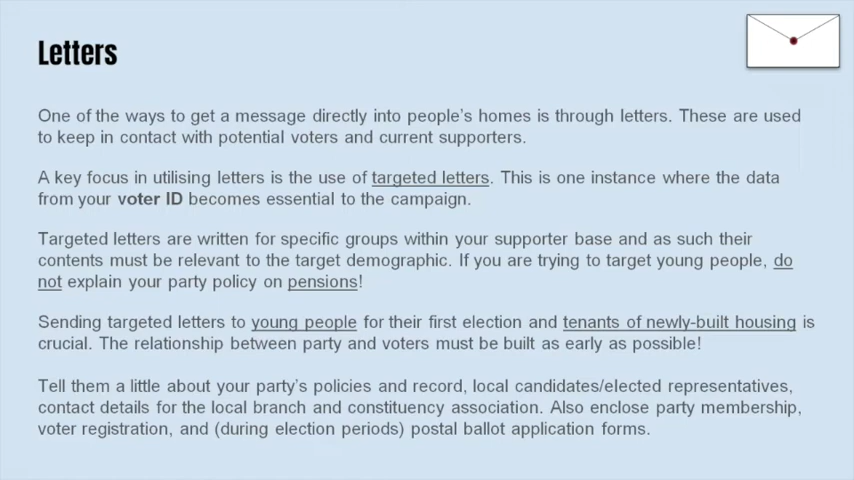 Letters
One of the ways to get a message directly into people's homes is through letters. These are used
to keep in contact with potential voters and current supporters.
A key focus in utilising letters is the use of targeted letters. This is one instance where the data
from your voter ID becomes essential to the campaign.
Targeted letters are written for specific groups within your supporter base and as such their
contents must be relevant to the target demographic. If you are trying to target young people, do
not explain your party policy on pensions!
Sending targeted letters to young people for their first election and tenants of newly-built housing is
crucial. The relationship between party and voters must be built as early as possible!
Tell them a little about your party's policies and record, local candidates/elected representatives,
contact details for the local branch and constituency association. Also enclose party membership,
voter registration, and (during election periods) postal ballot application forms.